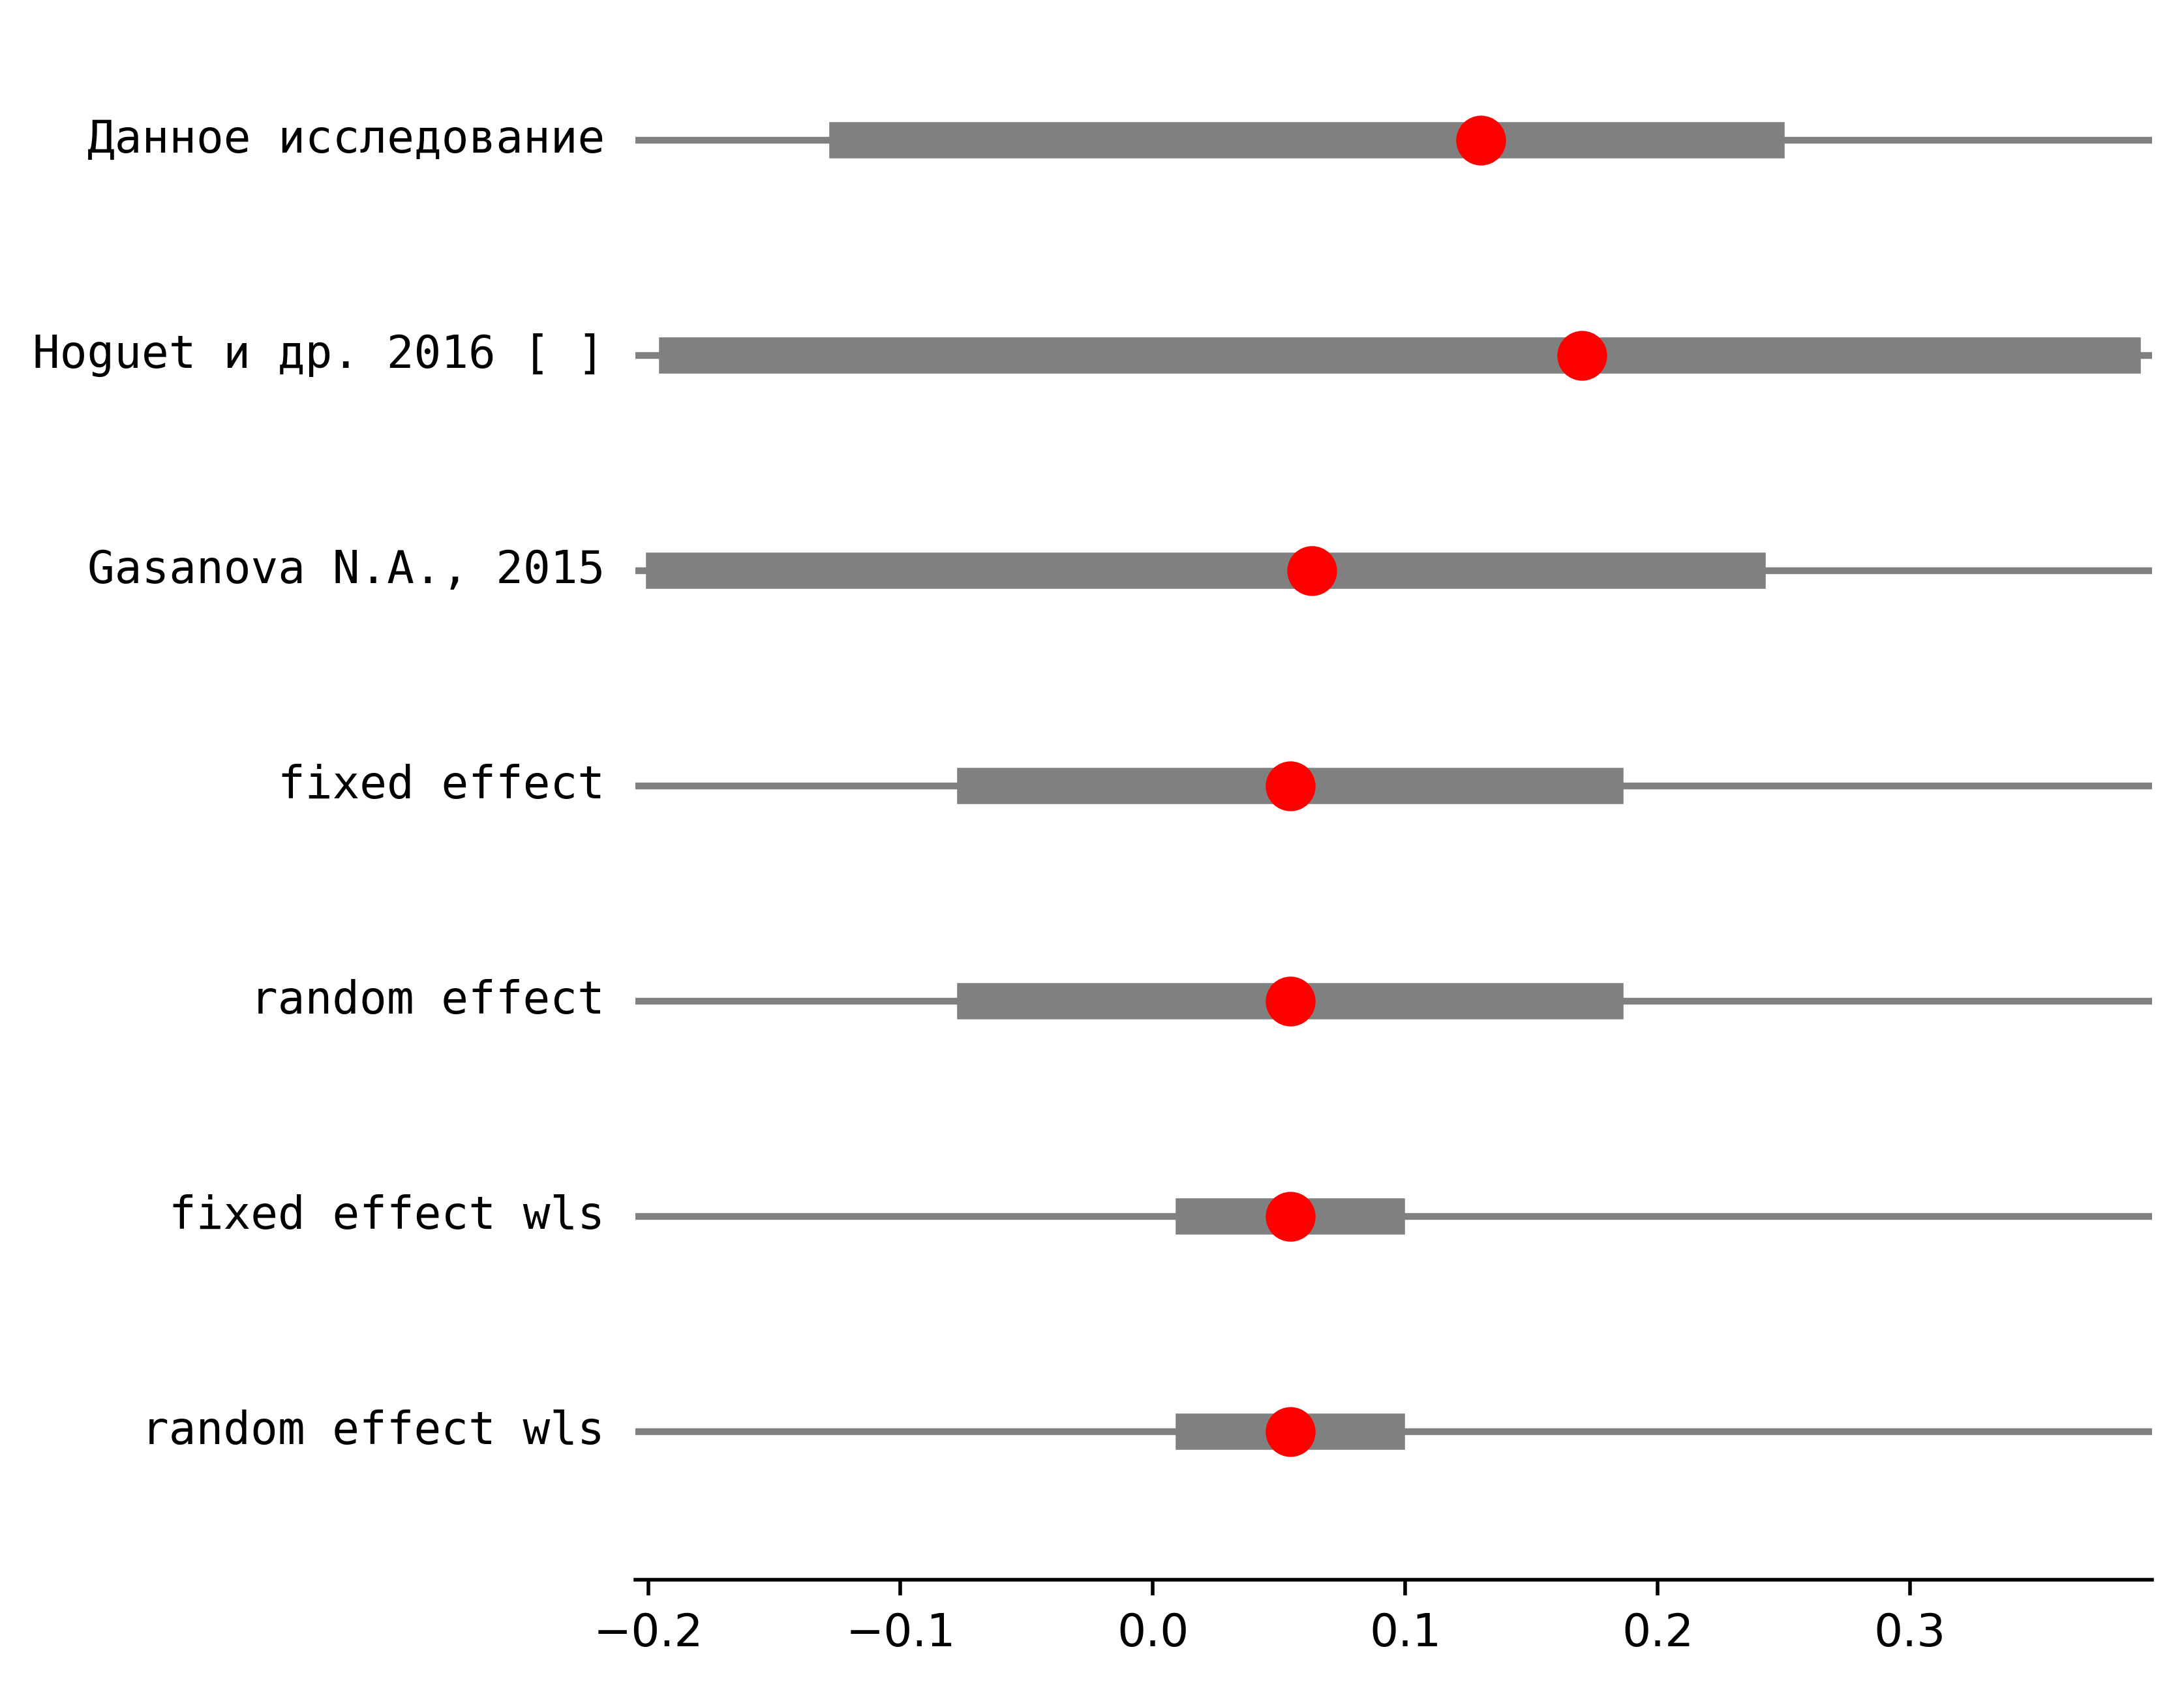 Данное исследование
Hoguet и др. 2016 [ ]
Gasanova N.A., 2015
fixed effect
random effect
fixed effect wls
random effect wls
−0.2 −0.1 0.0 0.1 0.2 0.3